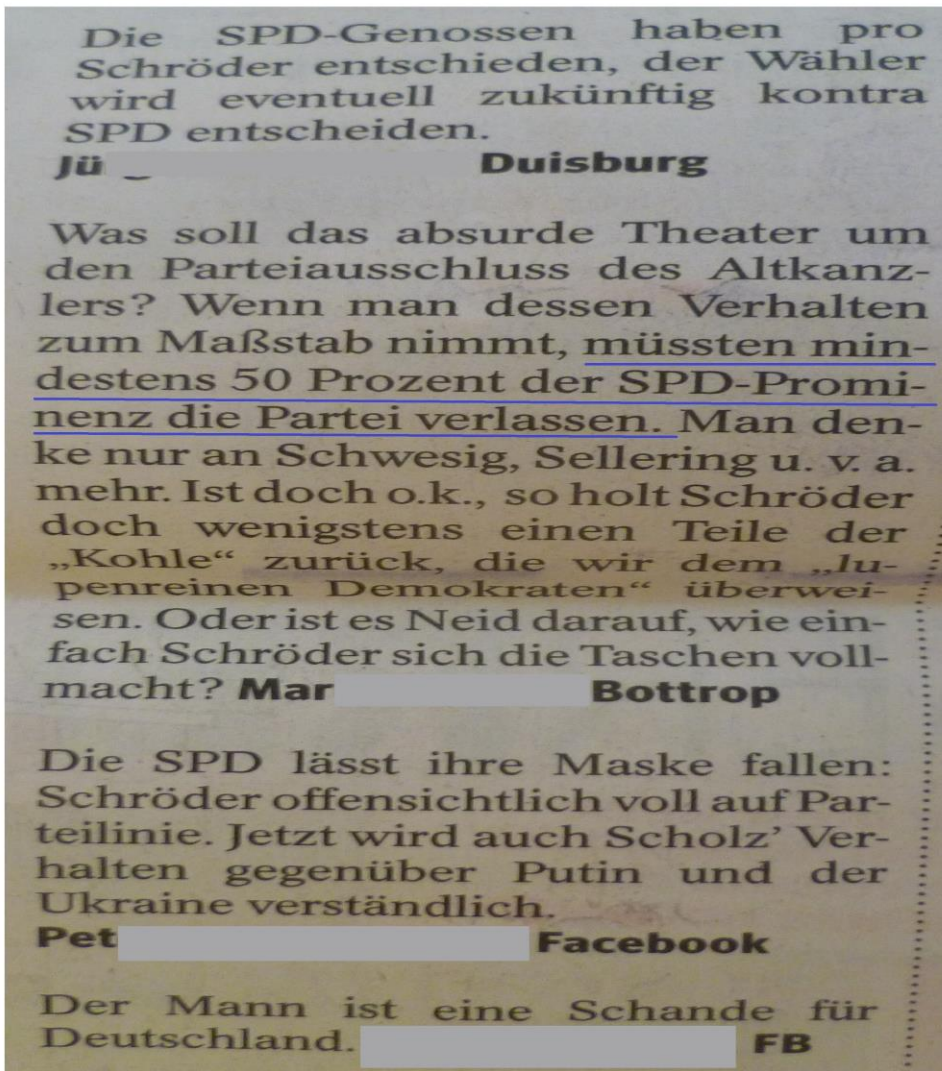 Die SPD-Genossen haben pro
Schröder entschieden, der Wähler
wird eventuell zukünftig kontra
SPD entscheiden.
Jü Duisburg
Was soll das absurde Theater um
den Parteiausschluss des Altkanz-
lers? Wenn man dessen Verhalten
zum Maßstab nimmt, müssten min-
destens 50 Prozent der SPD-Promi-
nenz die Partei verlassen. Man den-
ke nur an Schwesig, Sellering u. v. a.
mehr. Ist doch o.k., so holt Schröder
doch wenigstens einen Teile der
„Kohle“ zurück, die wir dem „lu-
penreinen Demokraten“ überwei-
sen. Oder ist es Neid darauf, wie ein-
fach Schröder sich die Taschen voll-
macht? Mar Bottrop
Die SPD lässt ihre Maske fallen:
Schröder offensichtlich voll auf Par-
teilinie. Jetzt wird auch Scholz’ Ver-
halten gegenüber Putin und der
Ukraine verständlich.
Pet Facebook
Der Mann ist eine Schande für
Deutschland. FB